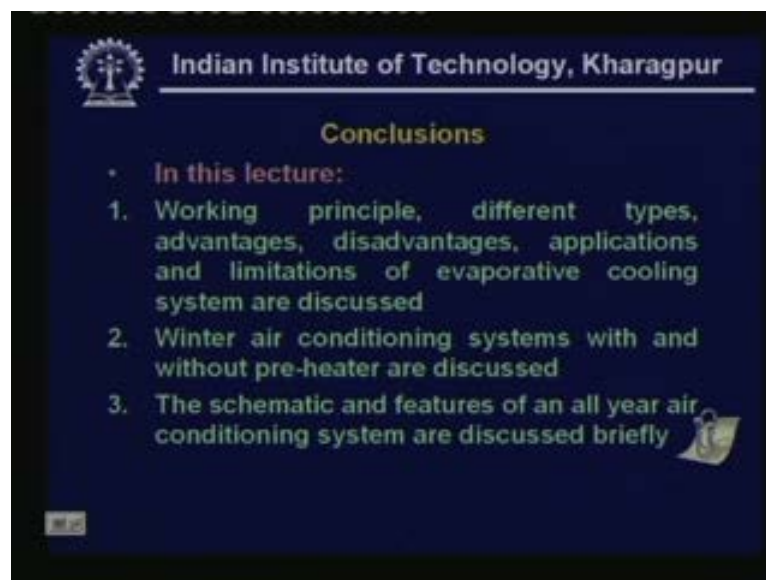 Indian Institute of Technology, Kharagpur
Conclusions
• In this lecture:
1. Working principle, different types,
advantages, disadvantages, applications
and limitations of evaporative cooling
system are discussed
2. Winter air conditioning systems with and
without pre-heater are discussed
3. The schematic and features of an all year air
conditioning system are discussed briefly